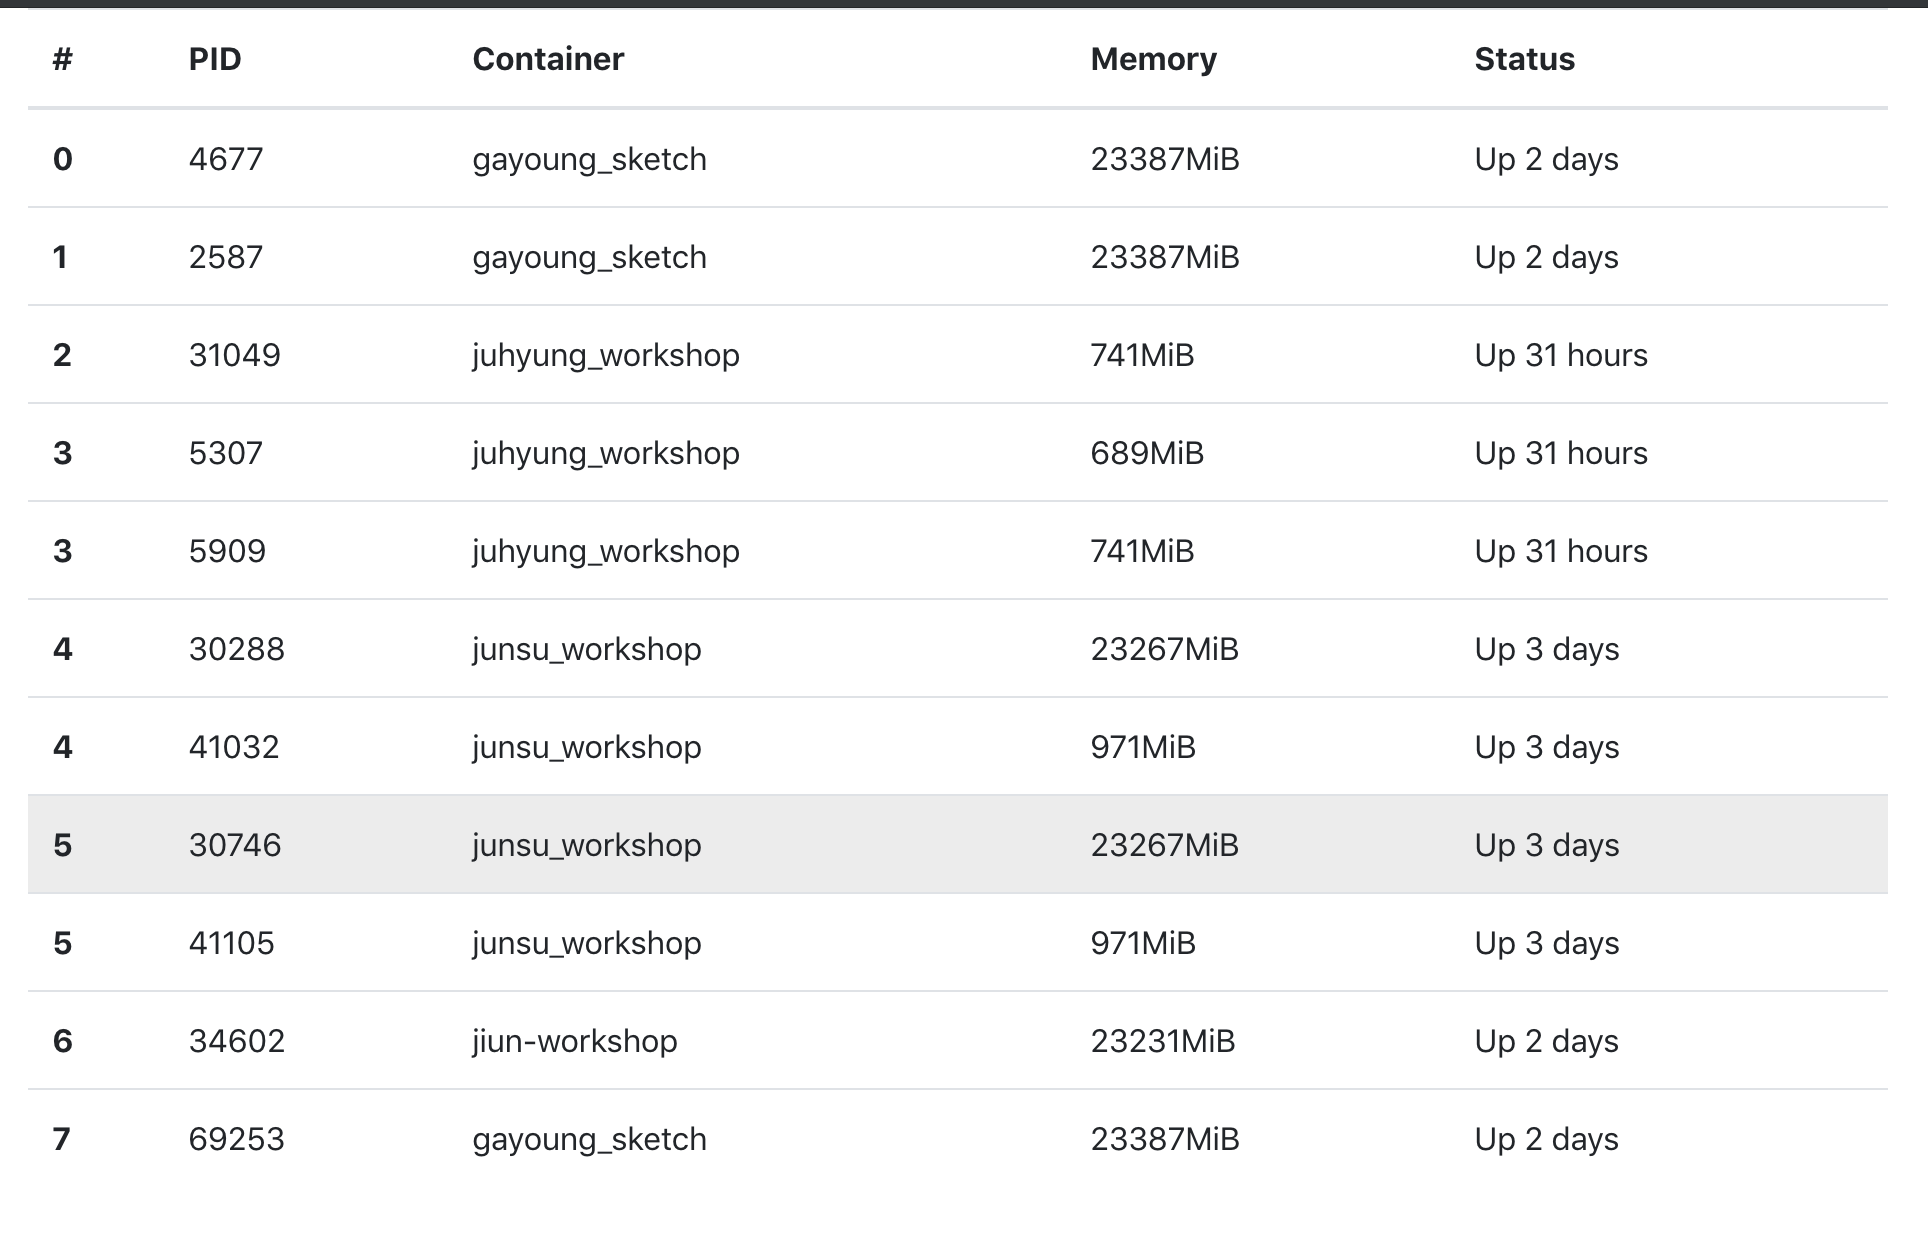 # PID Container Memory Status
0 4677 gayoung_sketch 23387MiB Up 2 days
1 2587 gayoung_sketch 23387MiB Up 2 days
2 31049 juhyung_workshop 741MiB Up 31 hours
3 5307 juhyung_workshop 689MiB Up 31 hours
3 5909 juhyung_workshop 741MiB Up 31 hours
4 30288 junsu_workshop 23267MiB Up 3 days
4 41032 junsu_workshop 971MiB Up 3 days
5 30746 junsu_workshop 23267MiB Up 3 days
5 41105 junsu_workshop 971MiB Up 3 days
6 34602 jiun-workshop 23231MiB Up 2 days
7 69253 gayoung_sketch 23387MiB Up 2 days